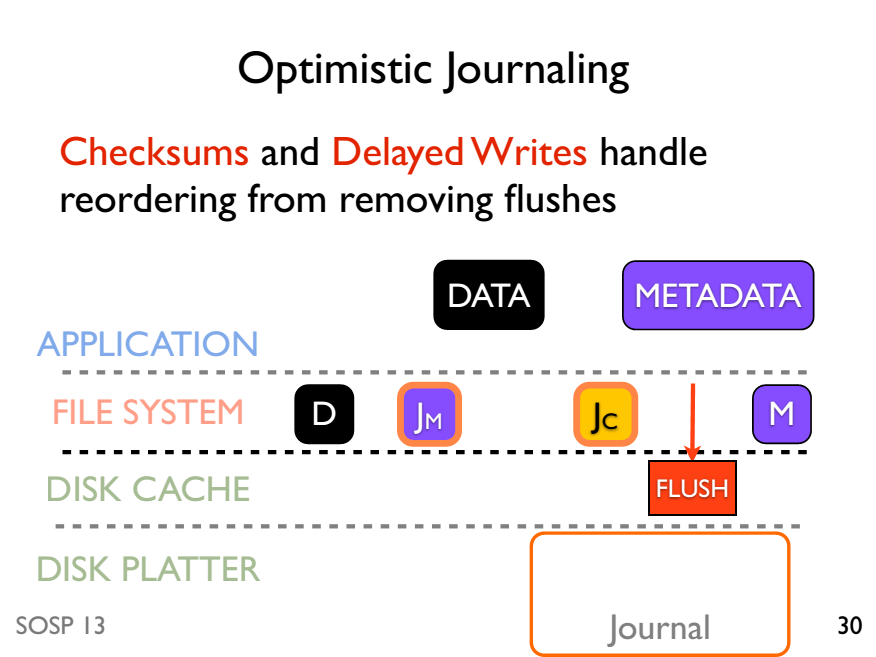 Optimistic Journaling
Checksums and Delayed Writes handle
reordering from removing flushes
DATA
METADATA
APPLICATION
FILE SYSTEM
D
JM
JC
M
DISK CACHE
FLUSH
DISK PLATTER
Journal
SOSP 13
30